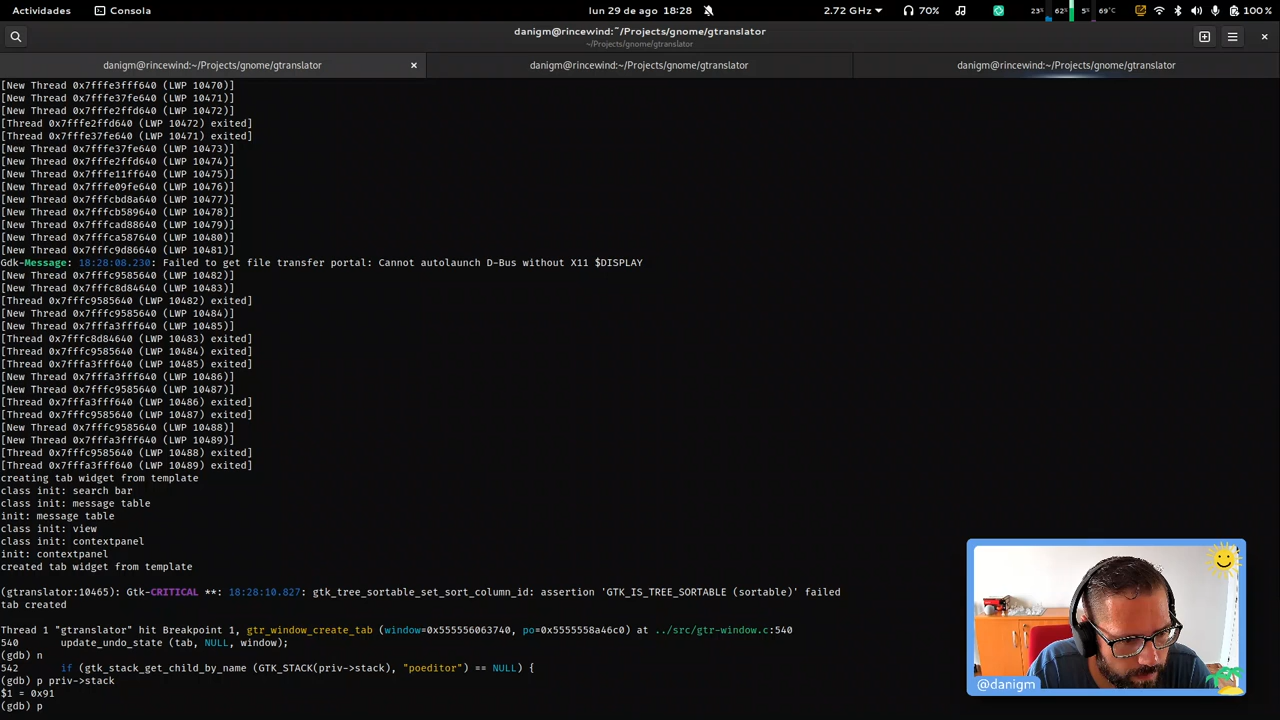 Actividades
Consola
lun 29 de ago 18:28
2.72 GHz
70%
23%
62%
5%
69°C
100 %
danigm@rincewind:~/Projects/gnome/gtranslator
~/Projects/gnome/gtranslator
danigm@rincewind:~/Projects/gnome/gtranslator
danigm@rincewind:~/Projects/gnome/gtranslator
danigm@rincewind:~/Projects/gnome/gtranslator
[New Thread 0x7fffe3fff640 (LWP 10470)]
[New Thread 0x7fffe37fe640 (LWP 10471)]
[New Thread 0x7fffe2ffd640 (LWP 10472)]
[Thread 0x7fffe2ffd640 (LWP 10472) exited]
[Thread 0x7fffe37fe640 (LWP 10471) exited]
[New Thread 0x7fffe37fe640 (LWP 10473)]
[New Thread 0x7fffe2ffd640 (LWP 10474)]
[New Thread 0x7fffe11ff640 (LWP 10475)]
[New Thread 0x7fffe09fe640 (LWP 10476)]
[New Thread 0x7fffcbd8a640 (LWP 10477)]
[New Thread 0x7fffcb589640 (LWP 10478)]
[New Thread 0x7fffcad88640 (LWP 10479)]
[New Thread 0x7fffca587640 (LWP 10480)]
[New Thread 0x7fffc9d86640 (LWP 10481)]
Gdk-Message: 18:28:08.230: Failed to get file transfer portal: Cannot autolaunch D-Bus without X11 $DISPLAY
[New Thread 0x7fffc9585640 (LWP 10482)]
[New Thread 0x7fffc8d84640 (LWP 10483)]
[Thread 0x7fffc9585640 (LWP 10482) exited]
[New Thread 0x7fffc9585640 (LWP 10484)]
[New Thread 0x7fffa3fff640 (LWP 10485)]
[Thread 0x7fffc8d84640 (LWP 10483) exited]
[Thread 0x7fffc9585640 (LWP 10484) exited]
[Thread 0x7fffa3fff640 (LWP 10485) exited]
[New Thread 0x7fffa3fff640 (LWP 10486)]
[New Thread 0x7fffc9585640 (LWP 10487)]
[Thread 0x7fffa3fff640 (LWP 10486) exited]
[Thread 0x7fffc9585640 (LWP 10487) exited]
[New Thread 0x7fffc9585640 (LWP 10488)]
[New Thread 0x7fffa3fff640 (LWP 10489)]
[Thread 0x7fffc9585640 (LWP 10488) exited]
[Thread 0x7fffa3fff640 (LWP 10489) exited]
creating tab widget from template
class init: search bar
class init: message table
init: message table
class init: view
class init: contextpanel
init: contextpanel
created tab widget from template
(gtranslator:10465): Gtk-CRITICAL **: 18:28:10.827: gtk_tree_sortable_set_sort_column_id: assertion 'GTK_IS_TREE_SORTABLE (sortable)' failed
tab created
Thread 1 "gtranslator" hit Breakpoint 1, gtr_window_create_tab (window=0x555556063740, po=0x5555558a46c0) at ../src/gtr-window.c:540
540 update_undo_state (tab, NULL, window);
(gdb) n
542 if (gtk_stack_get_child_by_name (GTK_STACK(priv->stack), "poeditor") == NULL) {
(gdb) p priv->stack
$1 = 0x91
(gdb) p
@danigm